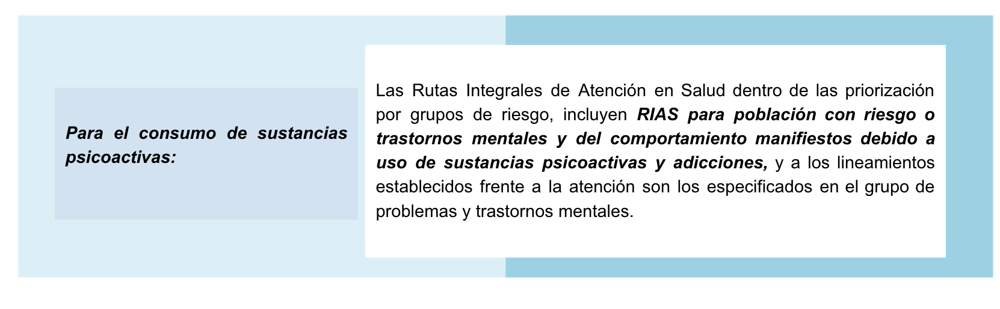 Para el consumo de sustancias
psicoactivas:
Las Rutas Integrales de Atención en Salud dentro de las priorización
por grupos de riesgo, incluyen RIAS para población con riesgo o
trastornos mentales y del comportamiento manifiestos debido a
uso de sustancias psicoactivas y adicciones, y a los lineamientos
establecidos frente a la atención son los especificados en el grupo de
problemas y trastornos mentales.